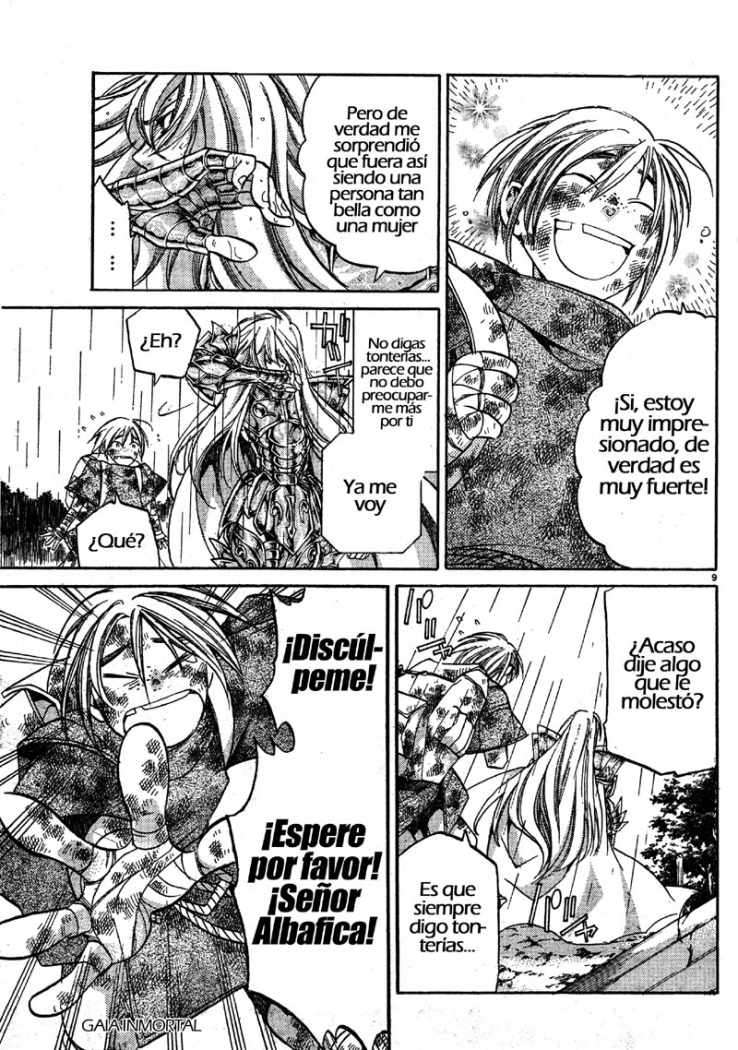 ¡Si, estoy
muy impre-
sionado, de
verdad es
muy fuerte!
Pero de
verdad me
sorprendió
que fuera así
siendo una
persona tan
bella como
una mujer
...
...
No digas
tonterias...
parece que
no debo
preocupar-
me más
por ti
Ya me
voy
¿Eh?
¿Qué?
9
¿Acaso
dije algo
que le
molestó?
Es que
siempre
digo ton-
terías...
¡Discúl-
peme!
¡Espere
por favor!
¡Señor
Albafica!
GAIA INMORTAL